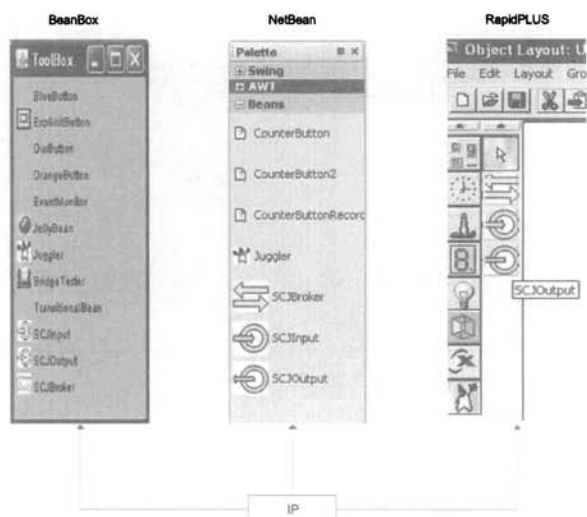 BeanBox
NetBean
RapidPLUS
ToolBox
BlueButton
ExplicitButton
OurButton
OrangeButton
EventMonitor
JellyBean
Juggler
BridgeTester
TransitionalBean
SCJInput
SCJOutput
SCJBroker
Palette
Swing
AWT
Beans
CounterButton
CounterButton2
CounterButtonRecord
Juggler
SCJBroker
SCJInput
SCJOutput
Object Layout: U
File Edit Layout Gro
SCJOutput
IP